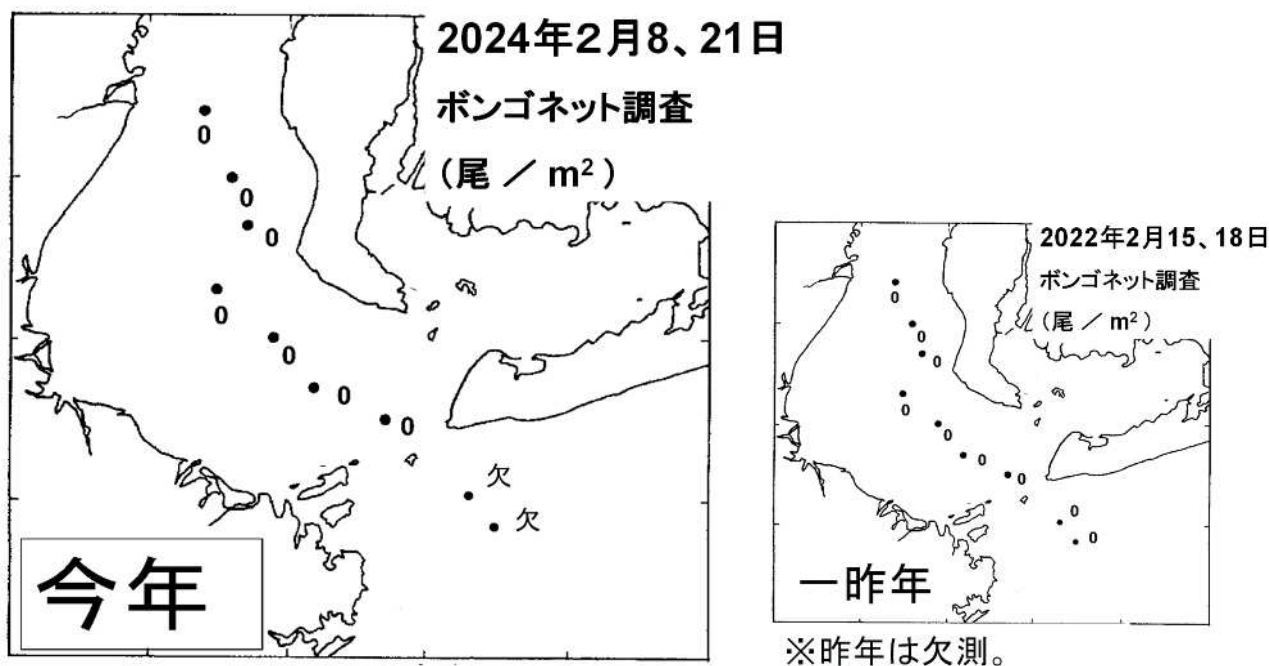 2024年2月8、21日
ボンゴネット調査
（尾 ／ m²）
0
0
0
0
0
0
0
欠
欠
今年
2022年2月15、18日
ボンゴネット調査
（尾 ／ m²）
0
0
0
0
0
0
0
0
0
一昨年
※昨年は欠測。